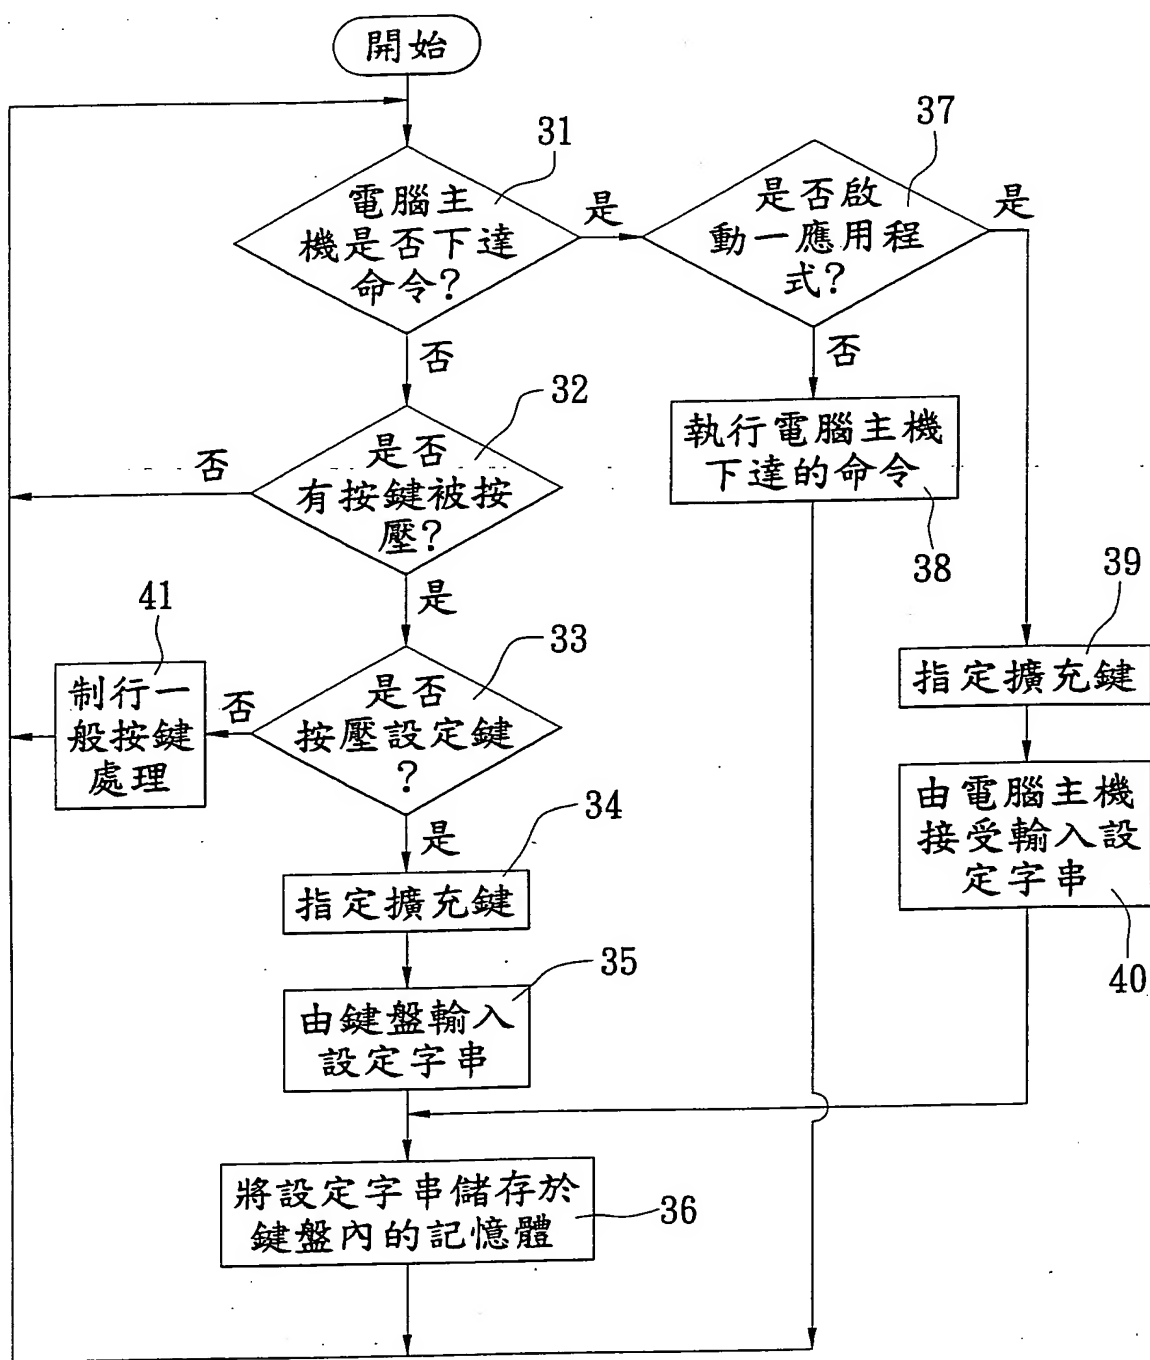 開始
31
電腦主
機是否下達
命令?
是
37
是否啟
動一應用程
式?
是
否
否
32
是否
有按鍵被按
壓?
否
執行電腦主機
下達的命令
38
是
41
制行一
般按鍵
處理
否
33
是否
按壓設定鍵
?
39
指定擴充鍵
是
34
指定擴充鍵
由電腦主機
接受輸入設
定字串
40
35
由鍵盤輸入
設定字串
將設定字串儲存於
鍵盤內的記憶體
36